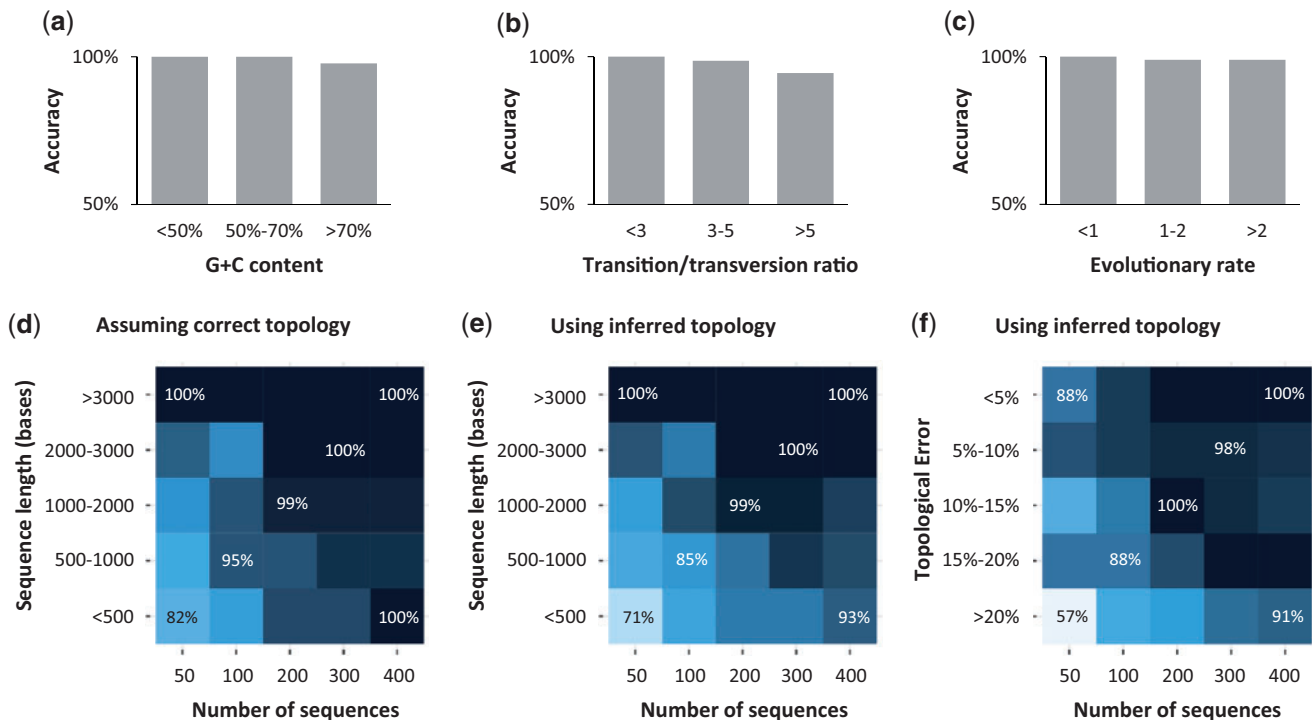 (a)
100%
50%
Accuracy
<50% 50%-70% >70%
G+C content
(b)
100%
50%
Accuracy
<3 3-5 >5
Transition/transversion ratio
(c)
100%
50%
Accuracy
<1 1-2 >2
Evolutionary rate
(d) Assuming correct topology
Sequence length (bases)
>3000 100% 100%
2000-3000 100%
1000-2000 99%
500-1000 95%
<500 82% 100%
50 100 200 300 400
Number of sequences
(e) Using inferred topology
Sequence length (bases)
>3000 100% 100%
2000-3000 100%
1000-2000 99%
500-1000 85%
<500 71% 93%
50 100 200 300 400
Number of sequences
(f) Using inferred topology
Topological Error
<5% 88% 100%
5%-10% 98%
10%-15% 100%
15%-20% 88%
>20% 57% 91%
50 100 200 300 400
Number of sequences